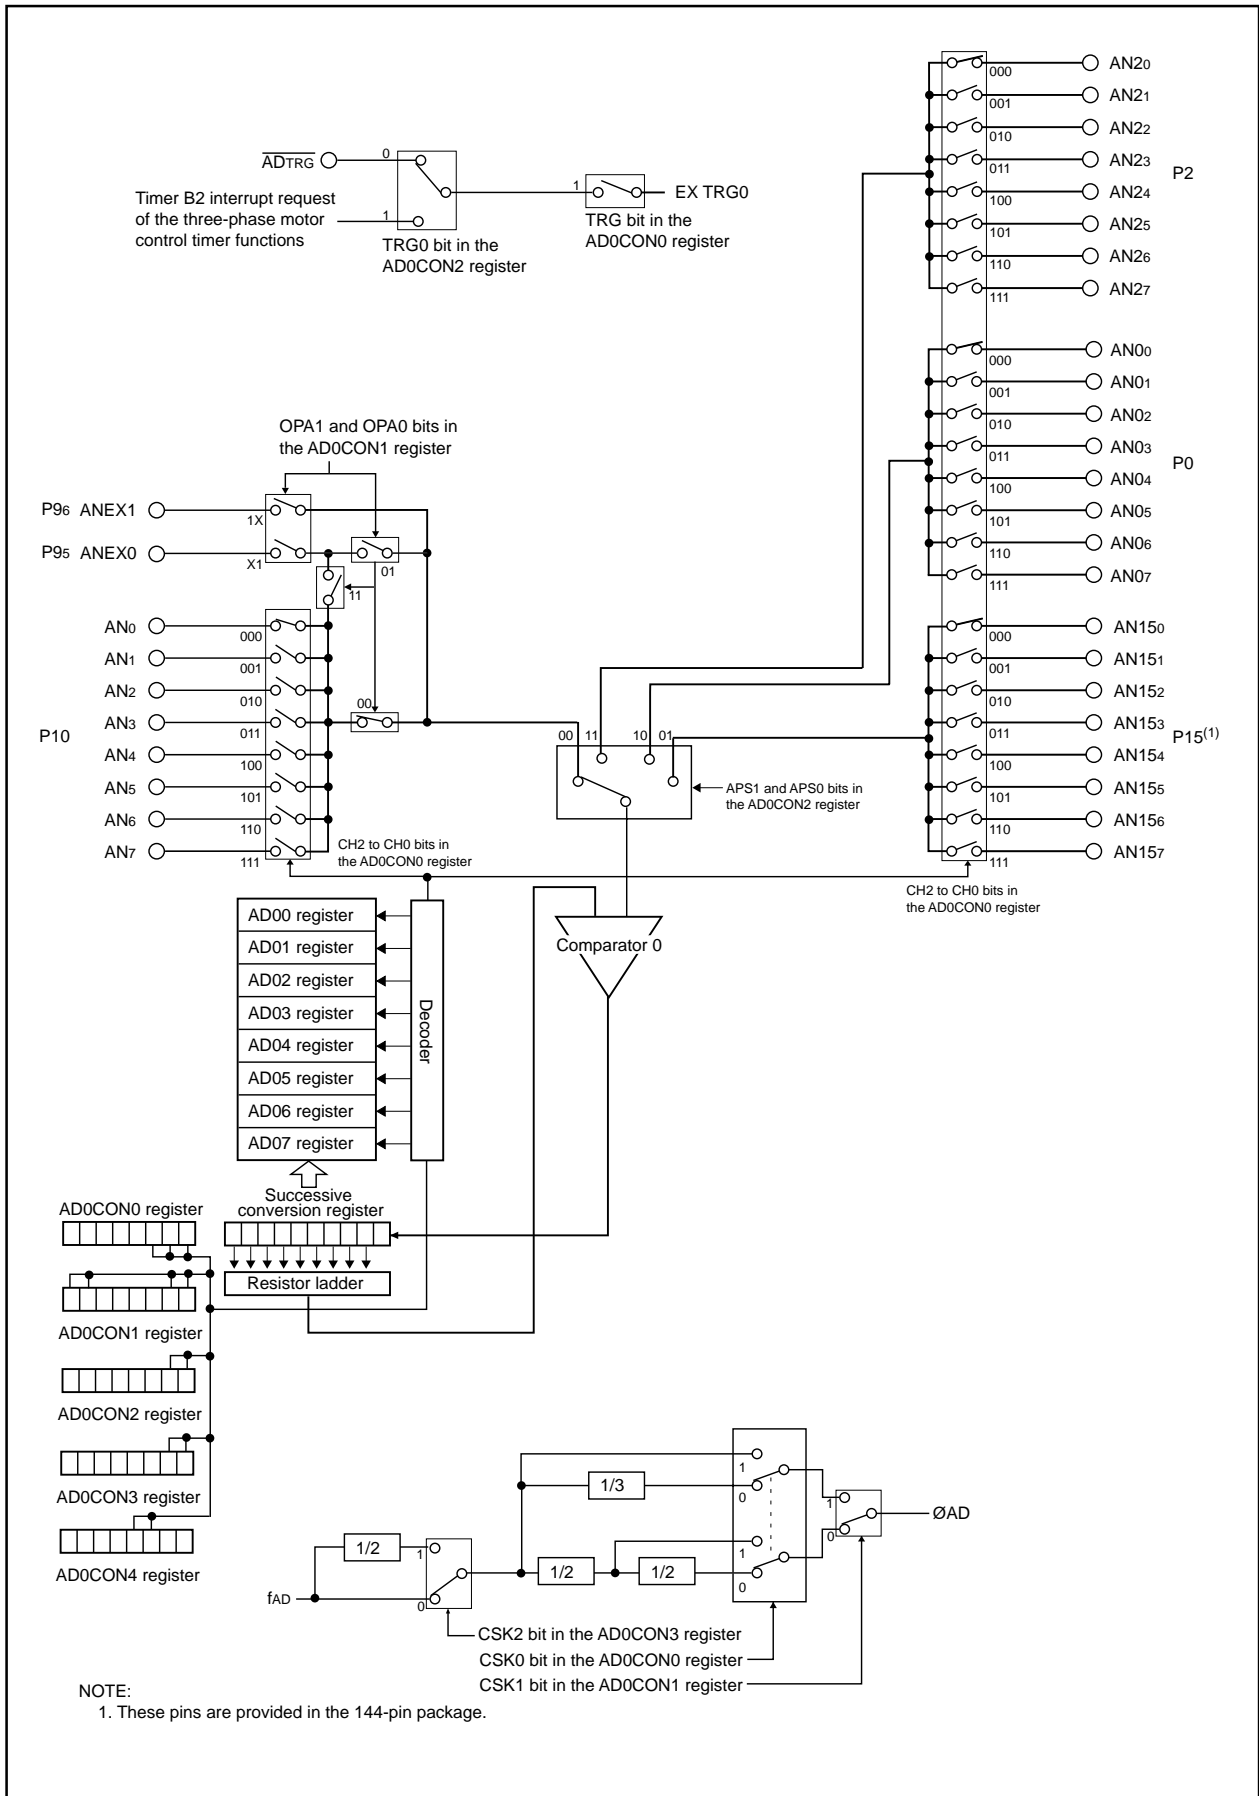 ADTRG
0
1
Timer B2 interrupt request
of the three-phase motor
control timer functions
TRG0 bit in the
AD0CON2 register
1
EX TRG0
TRG bit in the
AD0CON0 register
000
AN20
001
AN21
010
AN22
011
AN23
P2
100
AN24
101
AN25
110
AN26
111
AN27
000
AN00
001
AN01
010
AN02
011
AN03
P0
100
AN04
101
AN05
110
AN06
111
AN07
000
AN150
001
AN151
010
AN152
011
AN153
P15(1)
100
AN154
101
AN155
110
AN156
111
AN157
CH2 to CH0 bits in
the AD0CON0 register
OPA1 and OPA0 bits in
the AD0CON1 register
P96 ANEX1
1X
P95 ANEX0
X1
01
11
00
AN0
000
AN1
001
AN2
010
AN3
011
P10
AN4
100
AN5
101
AN6
110
AN7
111
CH2 to CH0 bits in
the AD0CON0 register
00 11 10 01
APS1 and APS0 bits in
the AD0CON2 register
Comparator 0
AD00 register
AD01 register
AD02 register
AD03 register
AD04 register
AD05 register
AD06 register
AD07 register
Decoder
Successive
conversion register
Resistor ladder
AD0CON0 register
AD0CON1 register
AD0CON2 register
AD0CON3 register
AD0CON4 register
fAD
1/2
1
0
1/3
1/2
1/2
1
0
1
0
1
0
ØAD
CSK2 bit in the AD0CON3 register
CSK0 bit in the AD0CON0 register
CSK1 bit in the AD0CON1 register
NOTE:
1. These pins are provided in the 144-pin package.